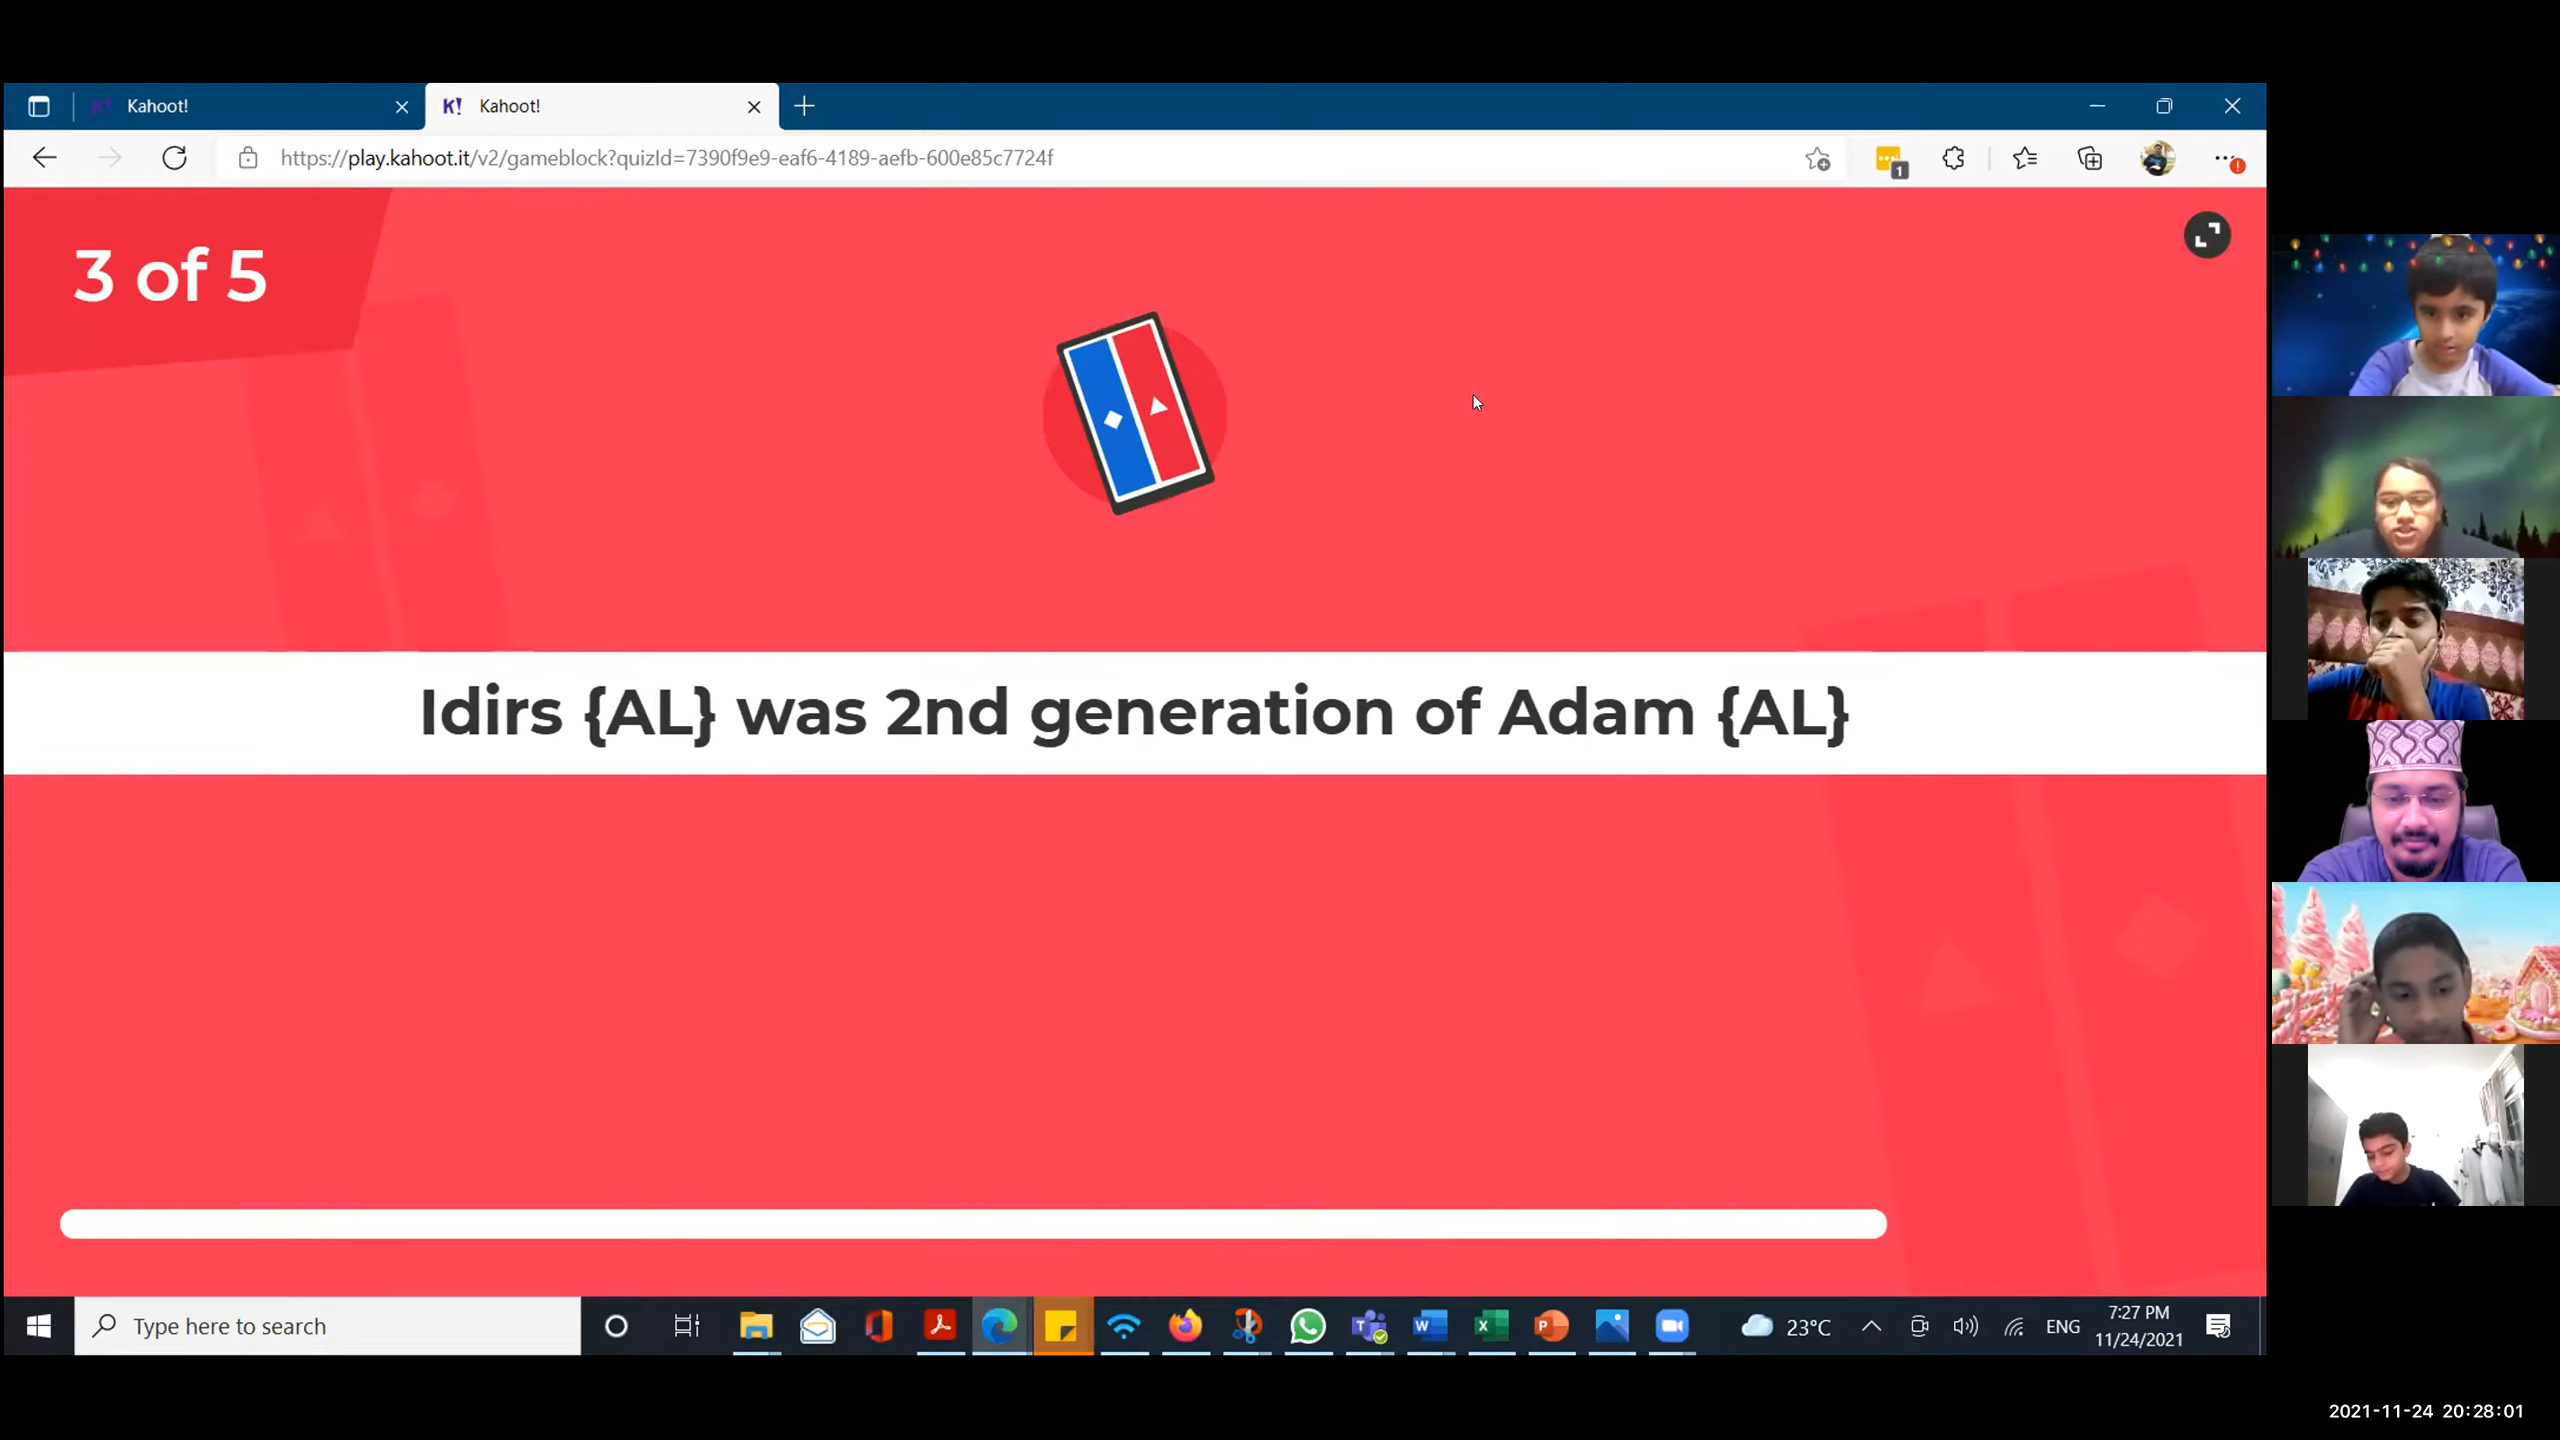 Kahoot!
K! Kahoot!
https://play.kahoot.it/v2/gameblock?quizId=7390f9e9-eaf6-4189-aefb-600e85c7724f
1
3 of 5
Idirs {AL} was 2nd generation of Adam {AL}
Type here to search
23°C
ENG
7:27 PM
11/24/2021
2021-11-24 20:28:01